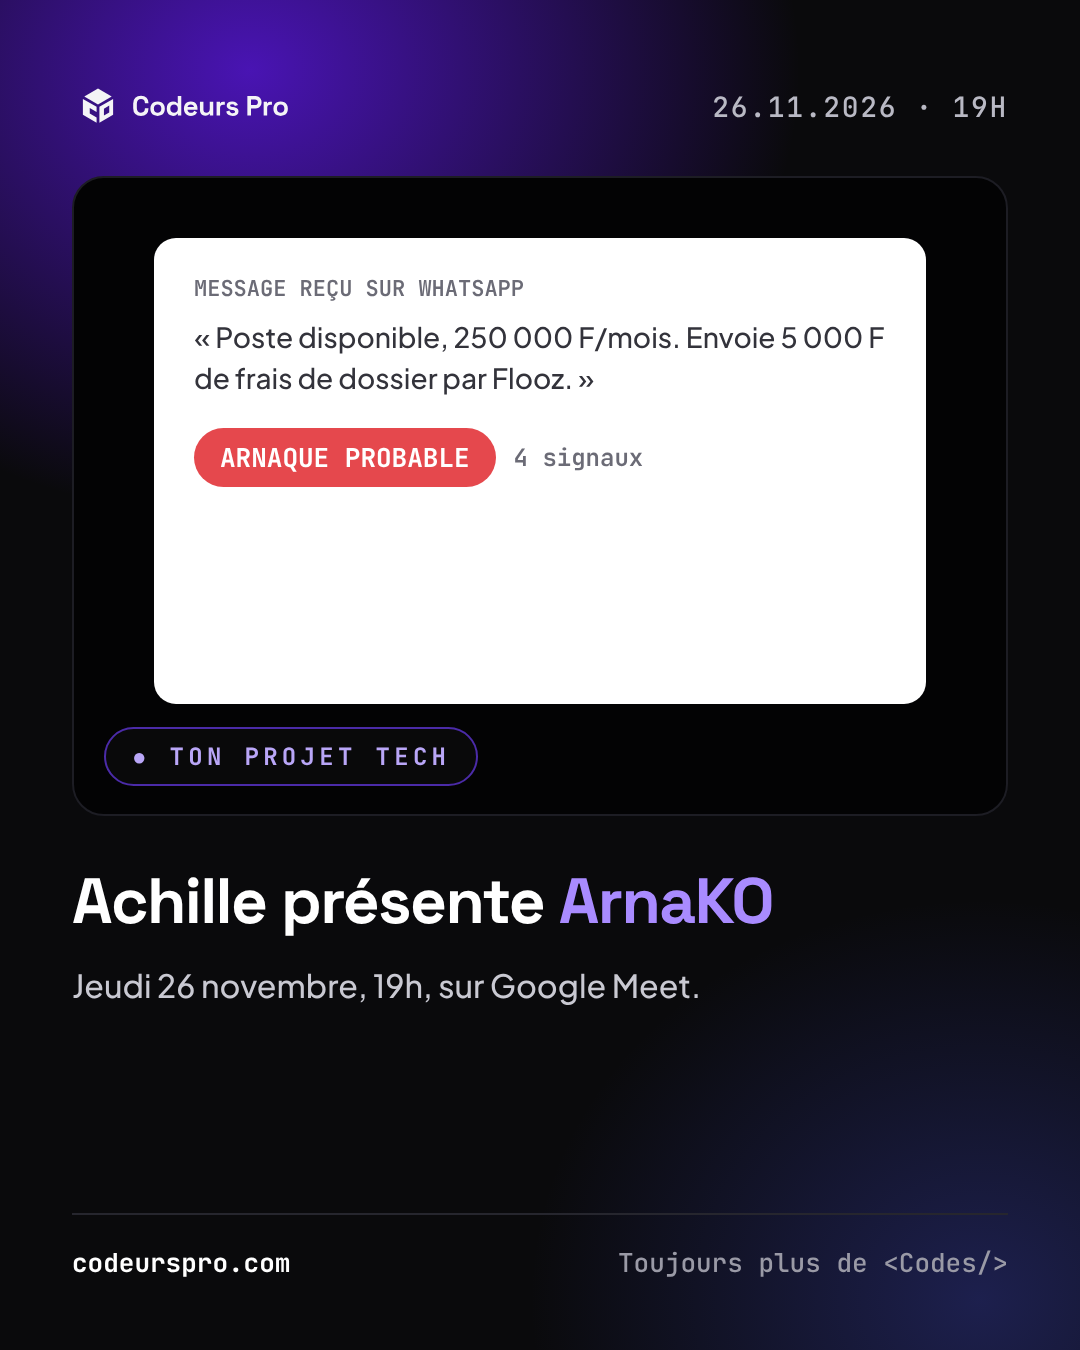 Codeurs Pro
26.11.2026 · 19H
MESSAGE REÇU SUR WHATSAPP
« Poste disponible, 250 000 F/mois. Envoie 5 000 F
de frais de dossier par Flooz. »
ARNAQUE PROBABLE
4 signaux
● TON PROJET TECH
Achille présente ArnaKO
Jeudi 26 novembre, 19h, sur Google Meet.
codeurspro.com
Toujours plus de <Codes/>